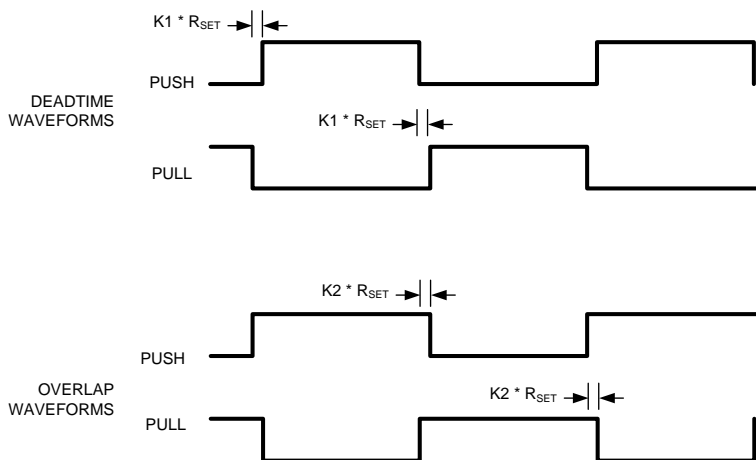 K1 * RSET
PUSH
DEADTIME
WAVEFORMS
K1 * RSET
PULL
K2 * RSET
PUSH
OVERLAP
WAVEFORMS
K2 * RSET
PULL